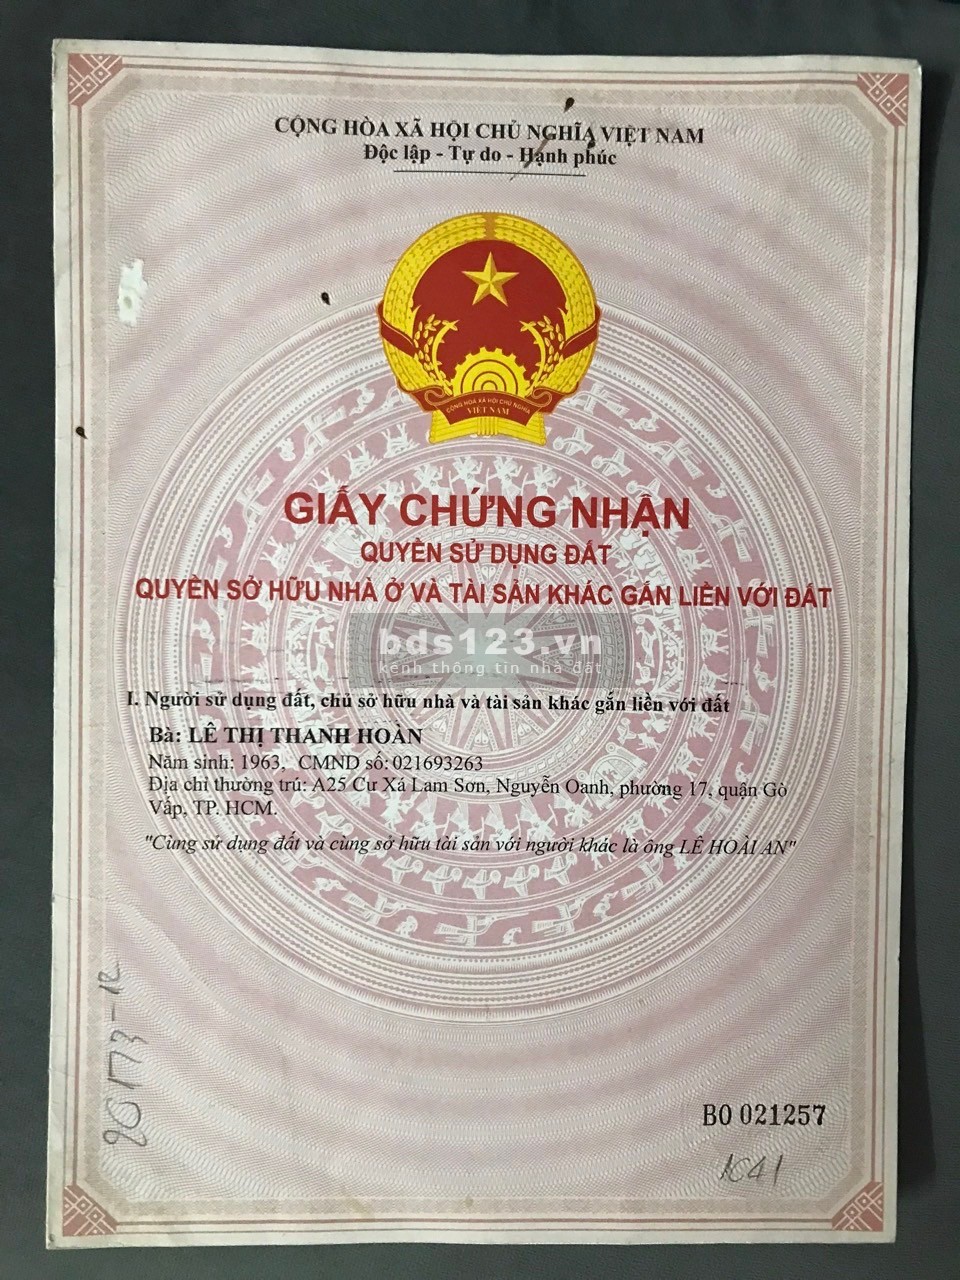 CỘNG HÒA XÃ HỘI CHỦ NGHĨA VIỆT NAM
Độc lập - Tự do - Hạnh phúc
CỘNG HÒA XÃ HỘI CHỦ NGHĨA
VIỆT NAM
GIẤY CHỨNG NHẬN
QUYỀN SỬ DỤNG ĐẤT
QUYỀN SỞ HỮU NHÀ Ở VÀ TÀI SẢN KHÁC GẮN LIỀN VỚI ĐẤT
bds123.vn
kênh thông tin nhà đất
I. Người sử dụng đất, chủ sở hữu nhà và tài sản khác gắn liền với đất
Bà: LÊ THỊ THANH HOÀN
Năm sinh: 1963, CMND số: 021693263
Địa chỉ thường trú: A25 Cư Xá Lam Sơn, Nguyễn Oanh, phường 17, quận Gò
Vấp, TP. HCM.
"Cùng sử dụng đất và cùng sở hữu tài sản với người khác là ông LÊ HOÀI AN"
BO 021257
1641